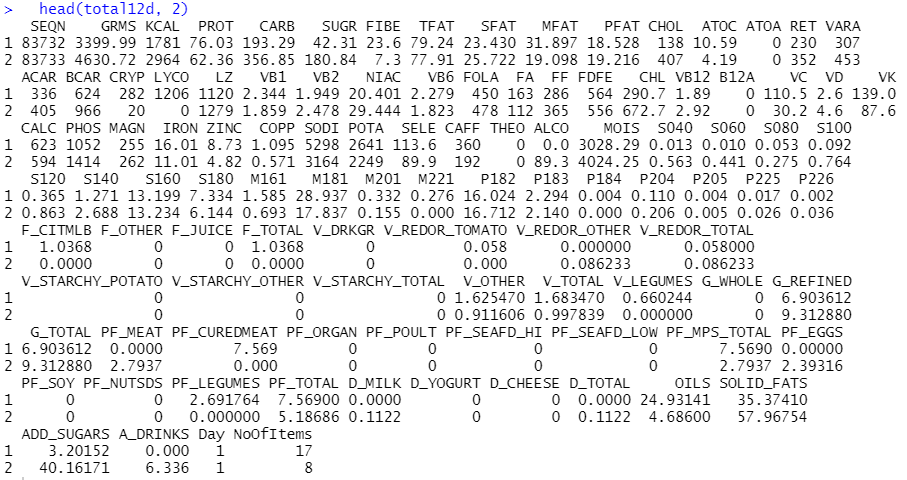 >   head(total12d, 2)
SEQN GRMS KCAL PROT CARB SUGR FIBE TFAT SFAT MFAT PFAT CHOL ATOC ATOA RET VARA
1 83732 3399.99 1781 76.03 193.29 42.31 23.6 79.24 23.430 31.897 18.528 138 10.59 0 230 307
2 83733 4630.72 2964 62.36 356.85 180.84 7.3 77.91 25.722 19.098 19.216 407 4.19 0 352 453
ACAR BCAR CRYP LYCO LZ VB1 VB2 NIAC VB6 FOLA FA FF FDFE CHL VB12 B12A VC VD VK
1 336 624 282 1206 1120 2.344 1.949 20.401 2.279 450 163 286 564 290.7 1.89 0 110.5 2.6 139.0
2 405 966 20 0 1279 1.859 2.478 29.444 1.823 478 112 365 556 672.7 2.92 0 30.2 4.6 87.6
CALC PHOS MAGN IRON ZINC COPP SODI POTA SELE CAFF THEO ALCO MOIS S040 S060 S080 S100
1 623 1052 255 16.01 8.73 1.095 5298 2641 113.6 360 0 0.0 3028.29 0.013 0.010 0.053 0.092
2 594 1414 262 11.01 4.82 0.571 3164 2249 89.9 192 0 89.3 4024.25 0.563 0.441 0.275 0.764
S120 S140 S160 S180 M161 M181 M201 M221 P182 P183 P184 P204 P205 P225 P226
1 0.365 1.271 13.199 7.334 1.585 28.937 0.332 0.276 16.024 2.294 0.004 0.110 0.004 0.017 0.002
2 0.863 2.688 13.234 6.144 0.693 17.837 0.155 0.000 16.712 2.140 0.000 0.206 0.005 0.026 0.036
F_CITMLB F_OTHER F_JUICE F_TOTAL V_DRKGR V_REDOR_TOMATO V_REDOR_OTHER V_REDOR_TOTAL
1 1.0368 0 0 1.0368 0 0.058 0.000000 0.058000
2 0.0000 0 0 0.0000 0 0.000 0.086233 0.086233
V_STARCHY_POTATO V_STARCHY_OTHER V_STARCHY_TOTAL V_OTHER V_TOTAL V_LEGUMES G_WHOLE G_REFINED
1 0 0 0 1.625470 1.683470 0.660244 0 6.903612
2 0 0 0 0.911606 0.997839 0.000000 0 9.312880
G_TOTAL PF_MEAT PF_CUREDMEAT PF_ORGAN PF_POULT PF_SEAFD_HI PF_SEAFD_LOW PF_MPS_TOTAL PF_EGGS
1 6.903612 0.0000 7.569 0 0 0 0 7.5690 0.00000
2 9.312880 2.7937 0.000 0 0 0 0 2.7937 2.39316
PF_SOY PF_NUTSDS PF_LEGUMES PF_TOTAL D_MILK D_YOGURT D_CHEESE D_TOTAL OILS SOLID_FATS
1 0 0 2.691764 7.56900 0.0000 0 0 0.0000 24.93141 35.37410
2 0 0 0.000000 5.18686 0.1122 0 0 0.1122 4.68600 57.96754
ADD_SUGARS A_DRINKS Day NoOfItems
1 3.20152 0.000 1 17
2 40.16171 6.336 1 8